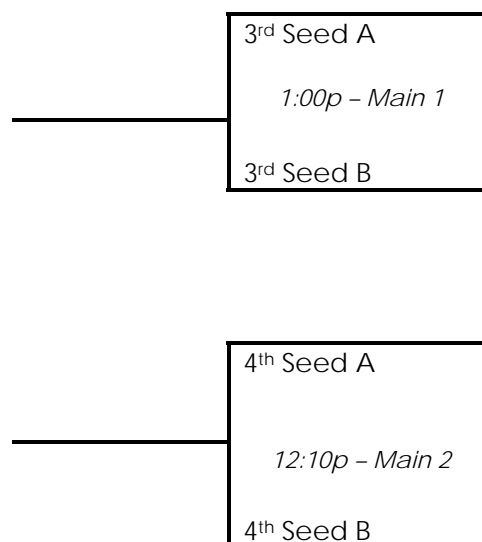 3rd Seed A
1:00p – Main 1
3rd Seed B
4th Seed A
12:10p – Main 2
4th Seed B